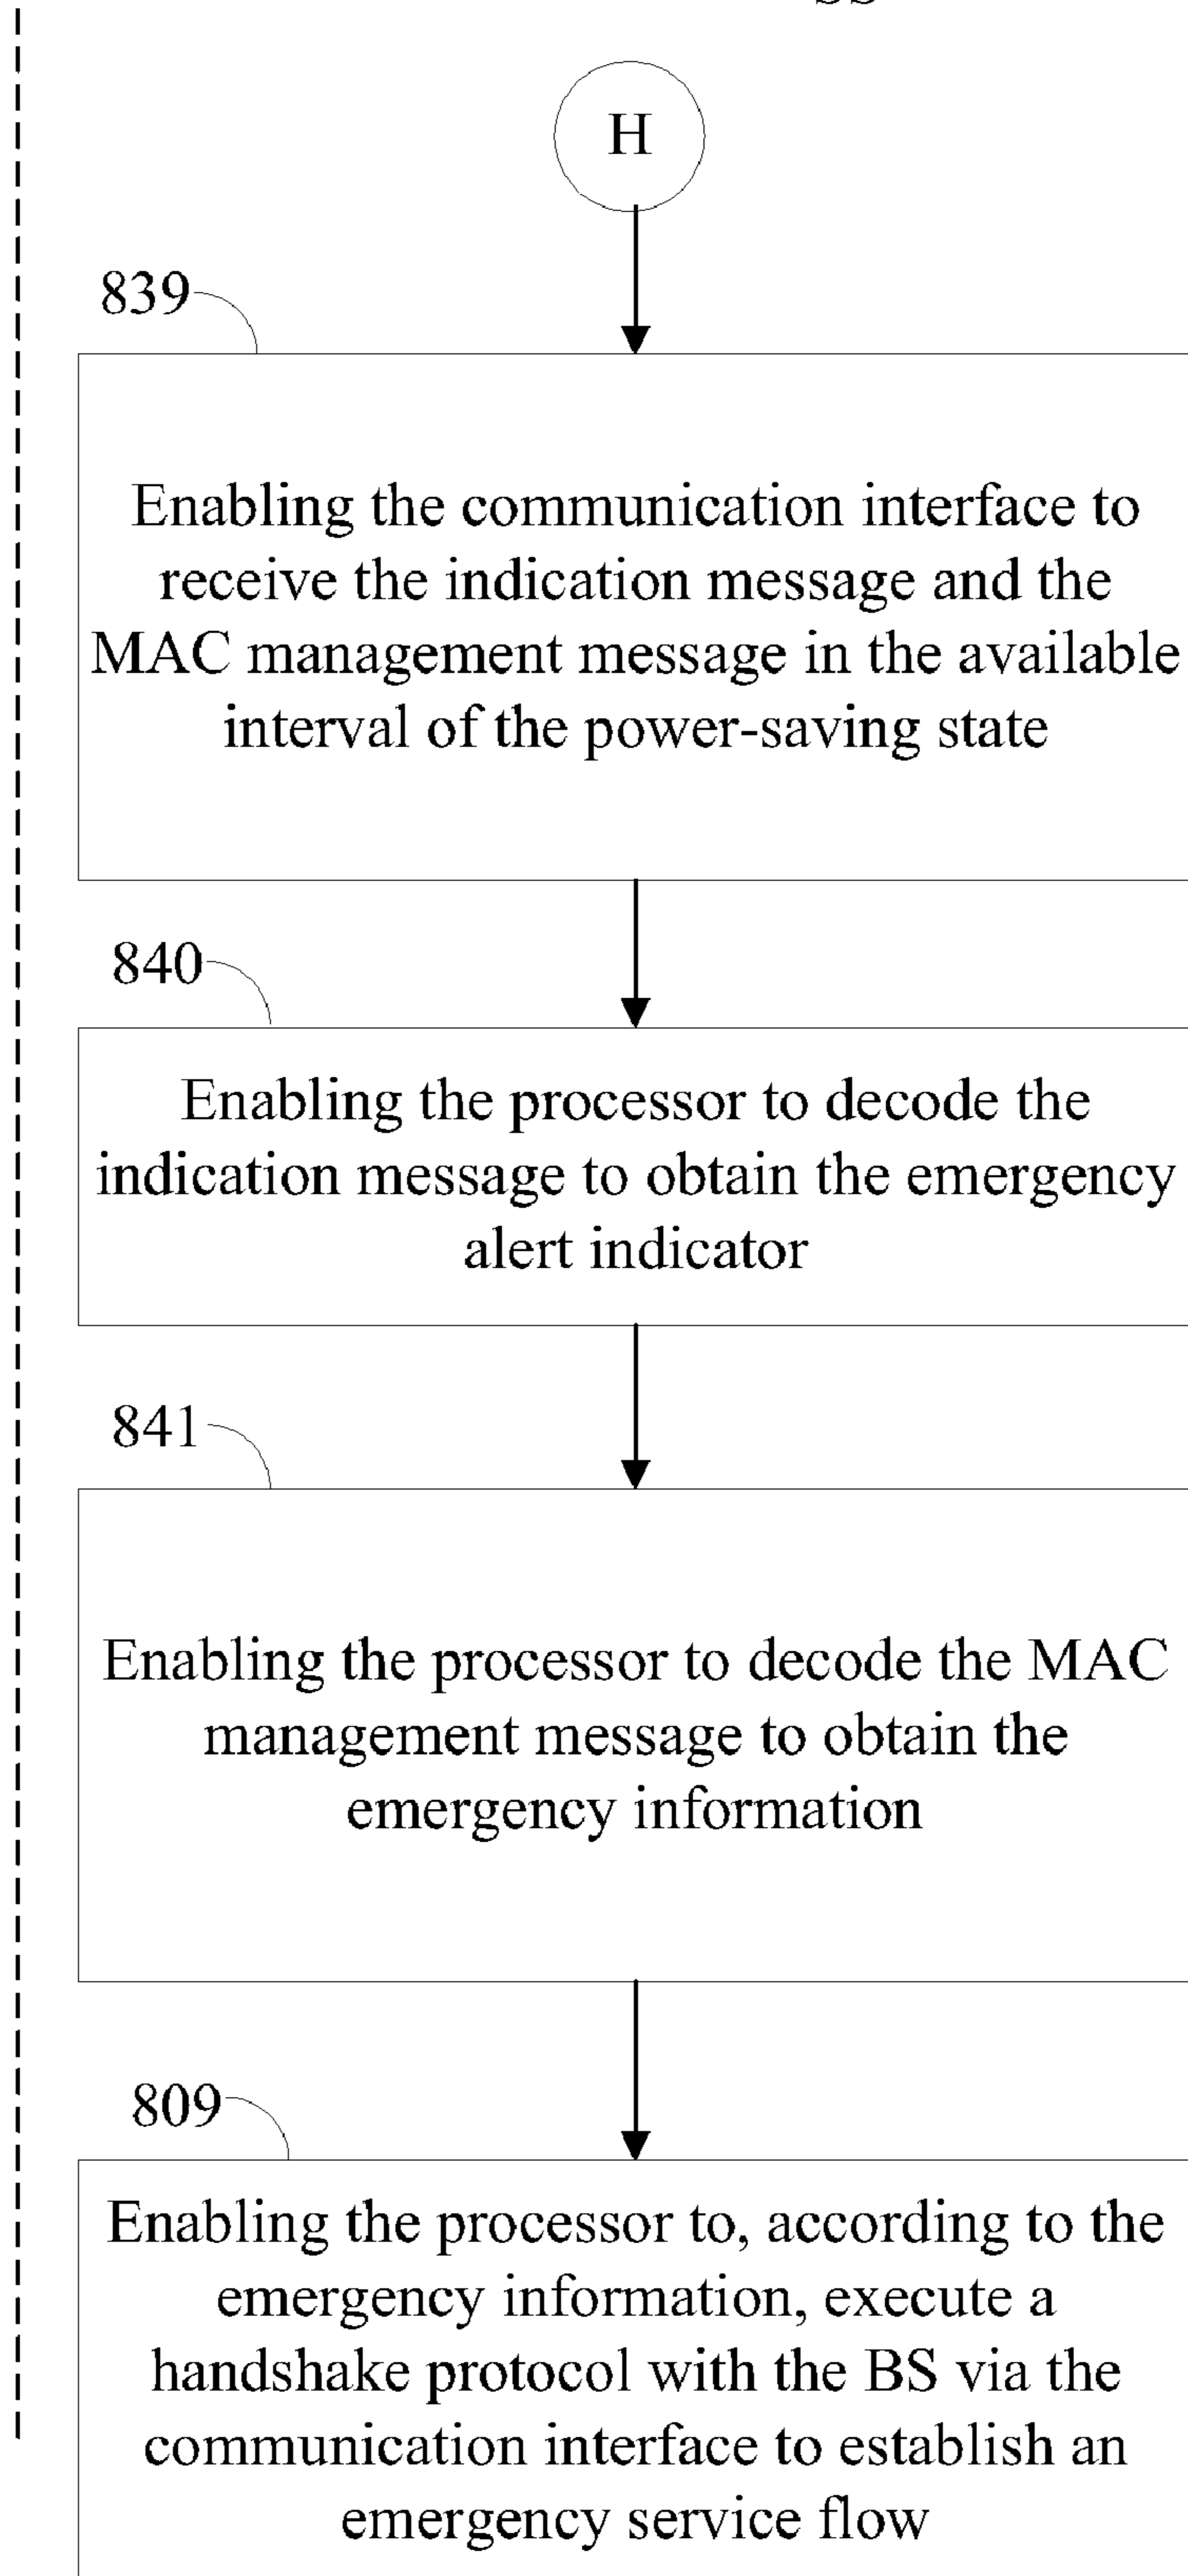 H
839
Enabling the communication interface to
receive the indication message and the
MAC management message in the available
interval of the power-saving state
840
Enabling the processor to decode the
indication message to obtain the emergency
alert indicator
841
Enabling the processor to decode the MAC
management message to obtain the
emergency information
809
Enabling the processor to, according to the
emergency information, execute a
handshake protocol with the BS via the
communication interface to establish an
emergency service flow